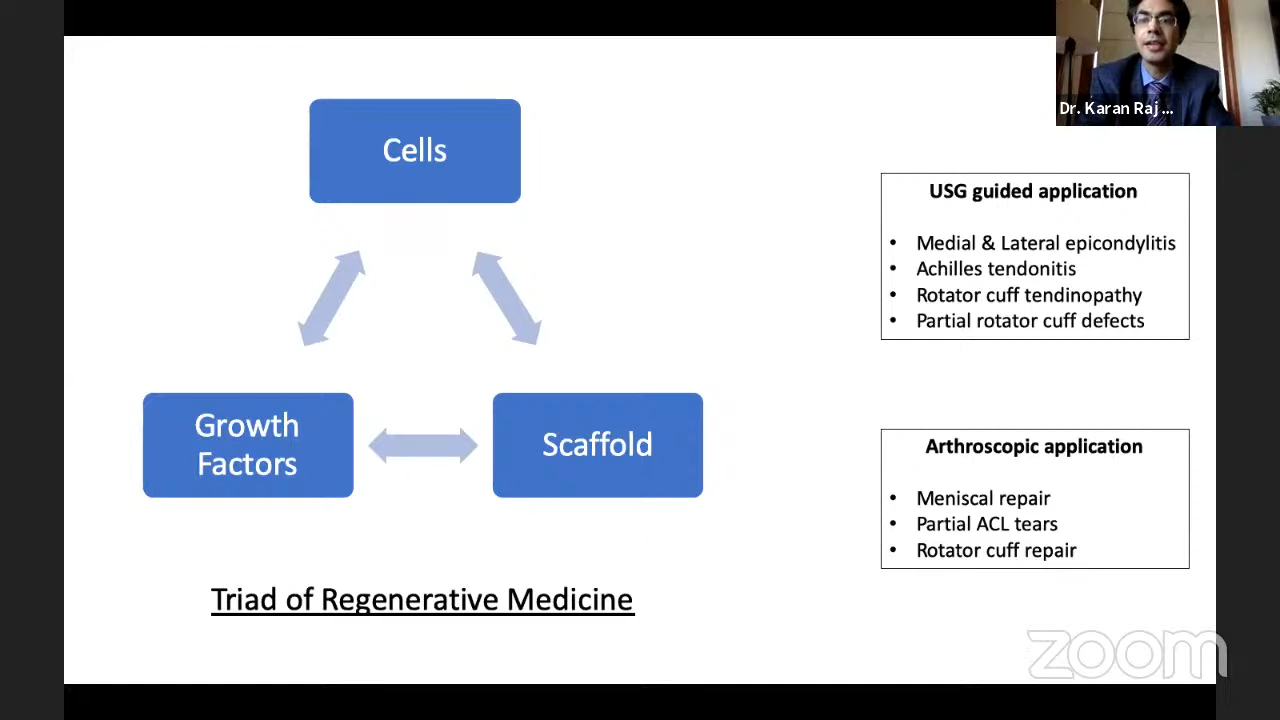 Cells
Growth
Factors
Scaffold
Triad of Regenerative Medicine
Dr. Karan Raj ...
USG guided application
• Medial & Lateral epicondylitis
• Achilles tendonitis
• Rotator cuff tendinopathy
• Partial rotator cuff defects
Arthroscopic application
• Meniscal repair
• Partial ACL tears
• Rotator cuff repair
zoom